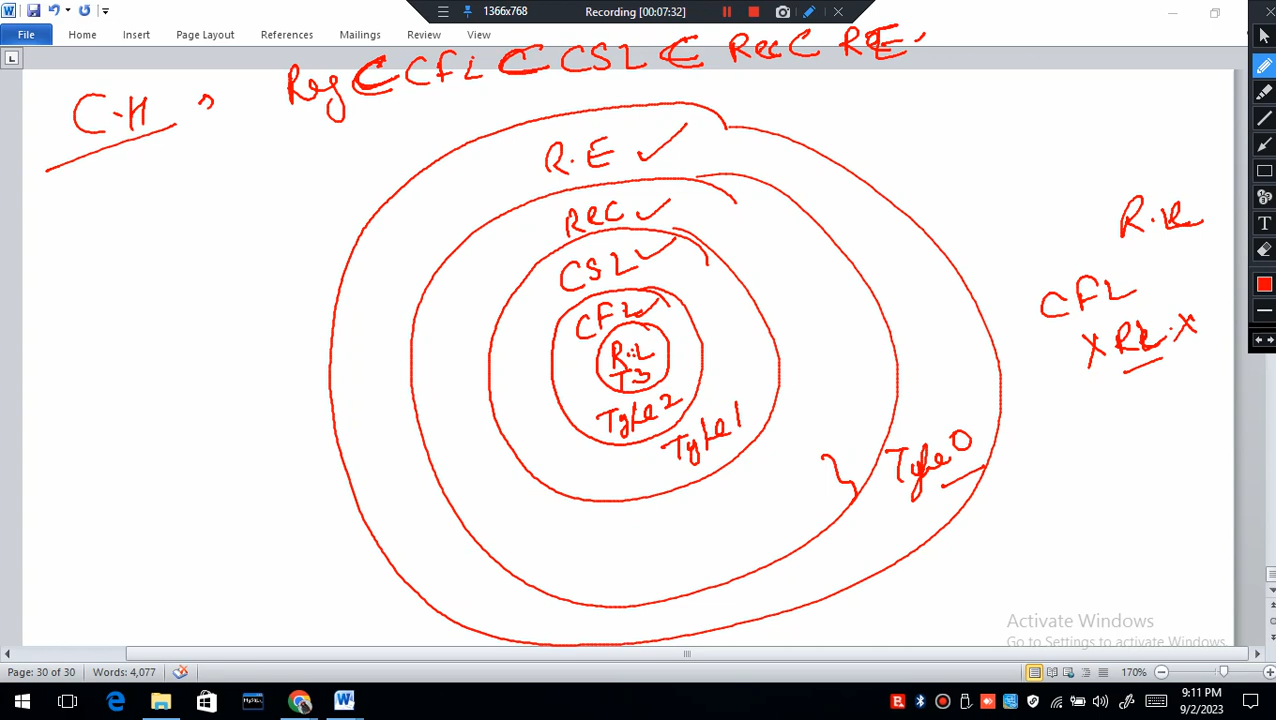 1366x768
Recording [00:07:32]
File Home Insert Page Layout References Mailings Review View
Reg ⊂ CFL ⊂ CSL ⊂ Rec ⊂ RE.
C-H
R.E ✓
REC ✓
CSL ✓
CFL ✓
R.L
T3
Type 2
Type 1
Type 0
CFL
X RL. X
Activate Windows
Go to Settings to activate Windows.
Page: 30 of 30 Words: 4,077 170%
9:11 PM
9/2/2023